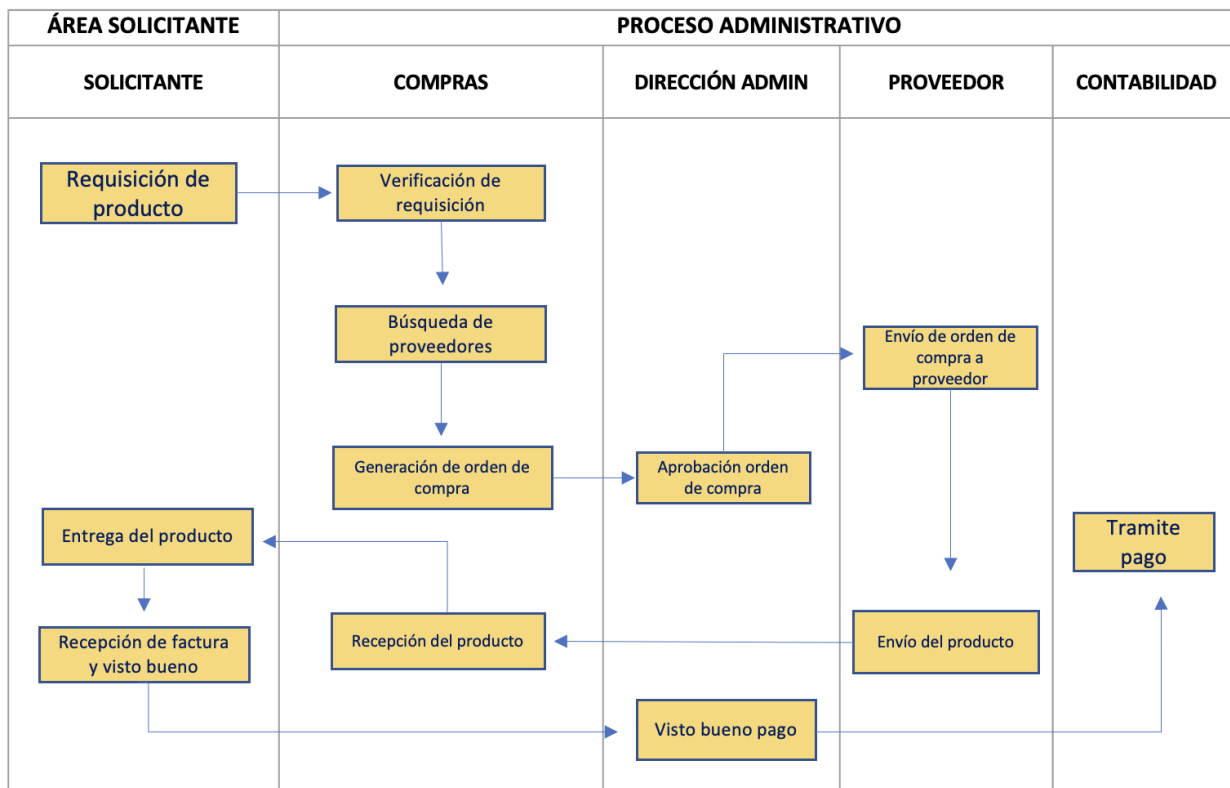 ÁREA SOLICITANTE
PROCESO ADMINISTRATIVO
SOLICITANTE
COMPRAS
DIRECCIÓN ADMIN
PROVEEDOR
CONTABILIDAD
Requisición de
producto
Verificación de
requisición
Búsqueda de
proveedores
Envío de orden de
compra a
proveedor
Generación de orden de
compra
Aprobación orden
de compra
Entrega del producto
Tramite
pago
Recepción de factura
y visto bueno
Recepción del producto
Envío del producto
Visto bueno pago